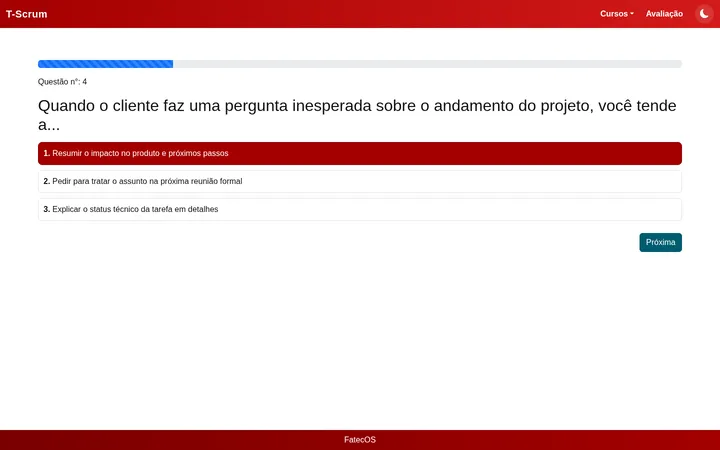 T-Scrum
Cursos
Avaliação
Questão n°: 4
Quando o cliente faz uma pergunta inesperada sobre o andamento do projeto, você tende
a...
1. Resumir o impacto no produto e próximos passos
2. Pedir para tratar o assunto na próxima reunião formal
3. Explicar o status técnico da tarefa em detalhes
Próxima
FatecOS